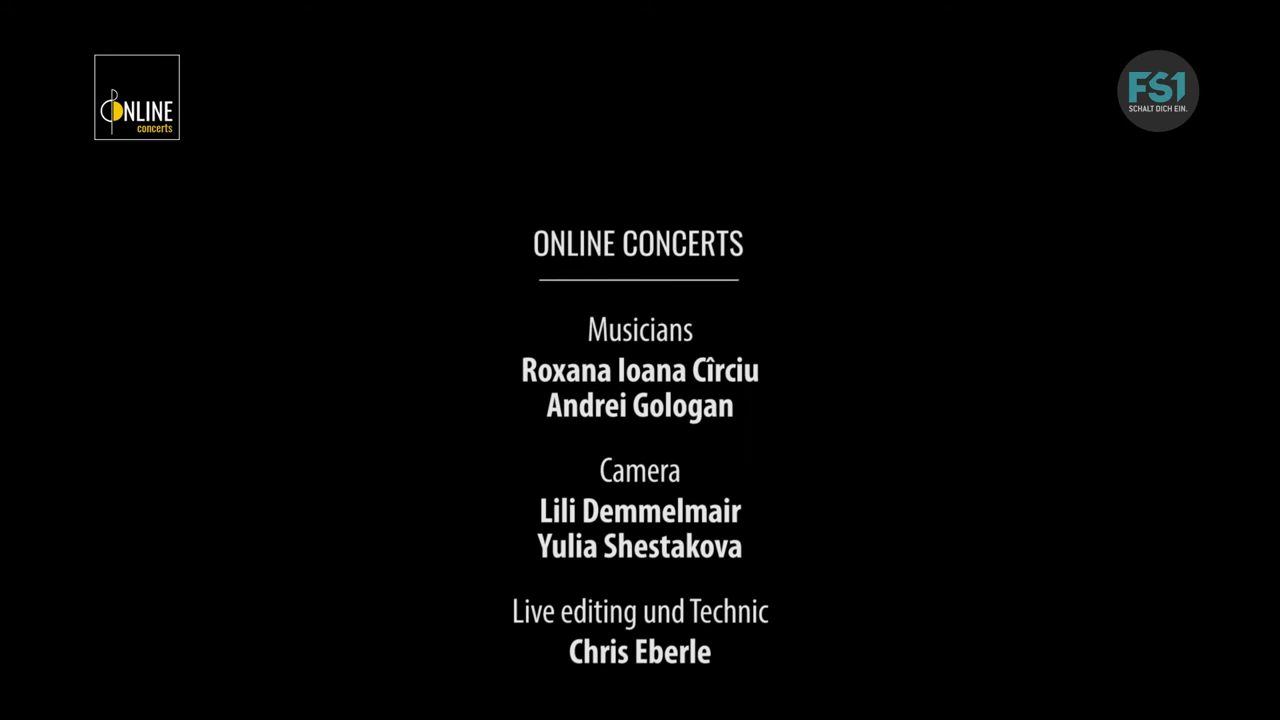 ONLINE
concerts
FS1
SCHALT DICH EIN.
ONLINE CONCERTS
Musicians
Roxana Ioana Cîrciu
Andrei Gologan
Camera
Lili Demmelmair
Yulia Shestakova
Live editing und Technic
Chris Eberle